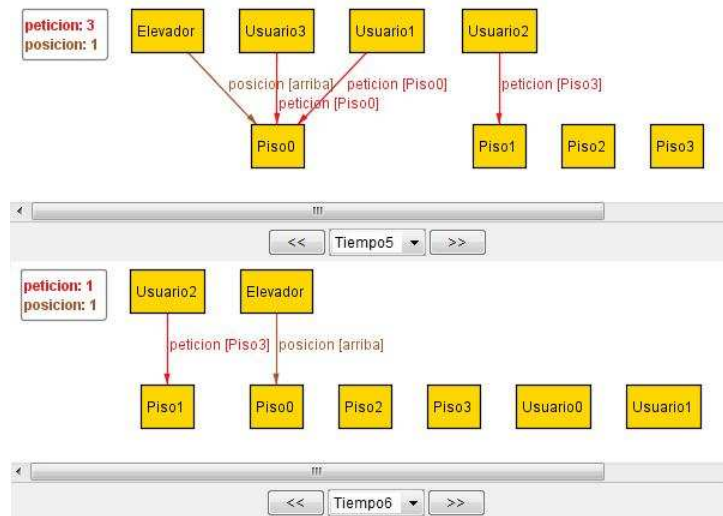 peticion: 3
posicion: 1
Elevador
Usuario3
Usuario1
Usuario2
posicion [arriba]
peticion [Piso0]
peticion [Piso3]
peticion [Piso0]
Piso0
Piso1
Piso2
Piso3
<<
Tiempo5
>>
peticion: 1
posicion: 1
Usuario2
Elevador
peticion [Piso3]
posicion [arriba]
Piso1
Piso0
Piso2
Piso3
Usuario0
Usuario1
<<
Tiempo6
>>